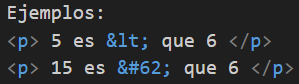 Ejemplos:
<p> 5 es &lt; que 6 </p>
<p> 15 es &#62; que 6 </p>